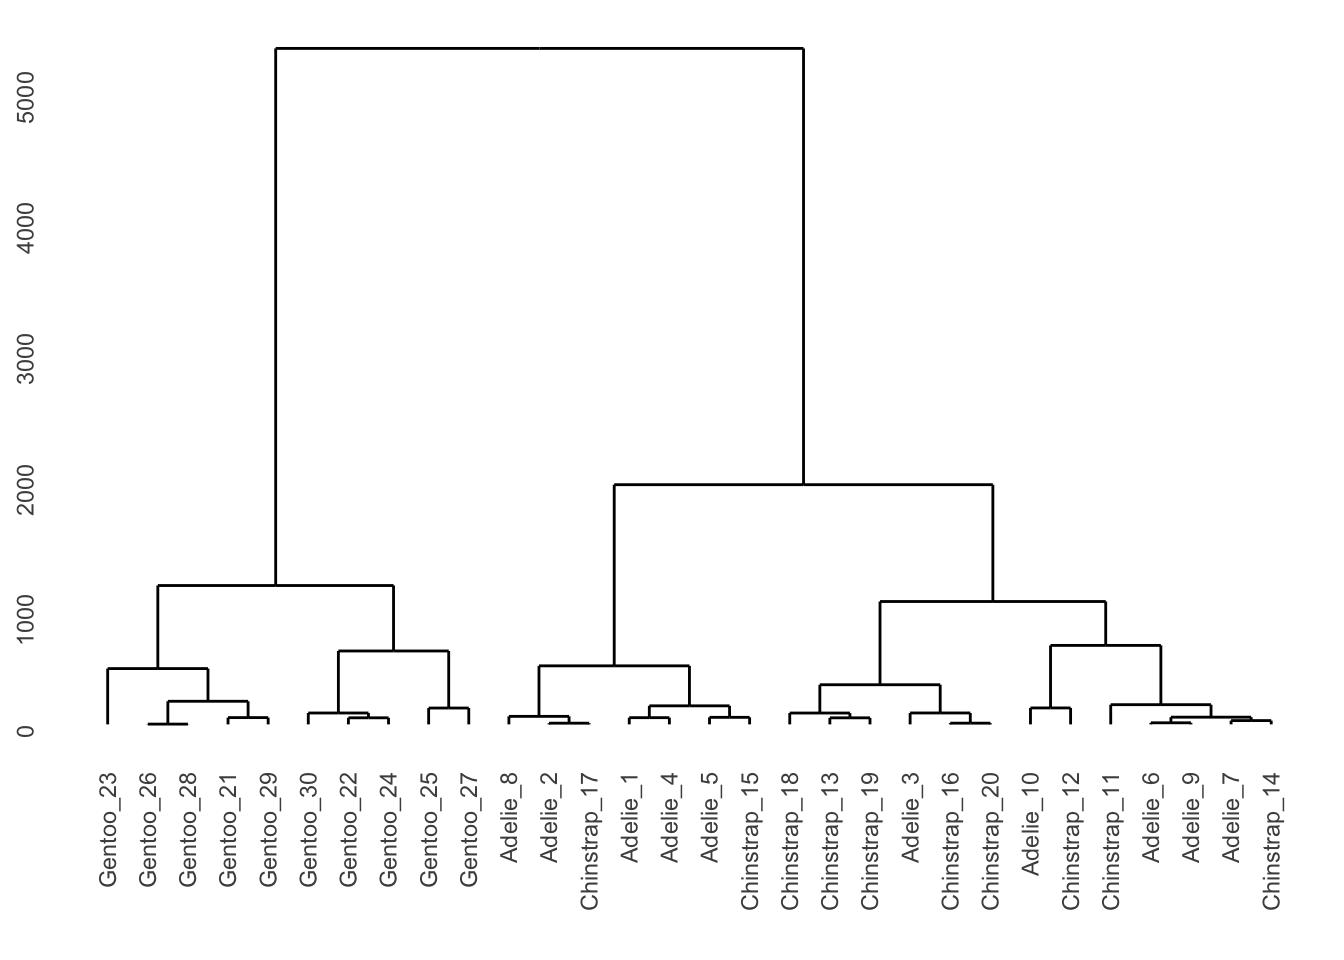 5000
4000
3000
2000
1000
0
Gentoo_23
Gentoo_26
Gentoo_28
Gentoo_21
Gentoo_29
Gentoo_30
Gentoo_22
Gentoo_24
Gentoo_25
Gentoo_27
Adelie_8
Adelie_2
Chinstrap_17
Adelie_1
Adelie_4
Adelie_5
Chinstrap_15
Chinstrap_18
Chinstrap_13
Chinstrap_19
Adelie_3
Chinstrap_16
Chinstrap_20
Adelie_10
Chinstrap_12
Chinstrap_11
Adelie_6
Adelie_9
Adelie_7
Chinstrap_14